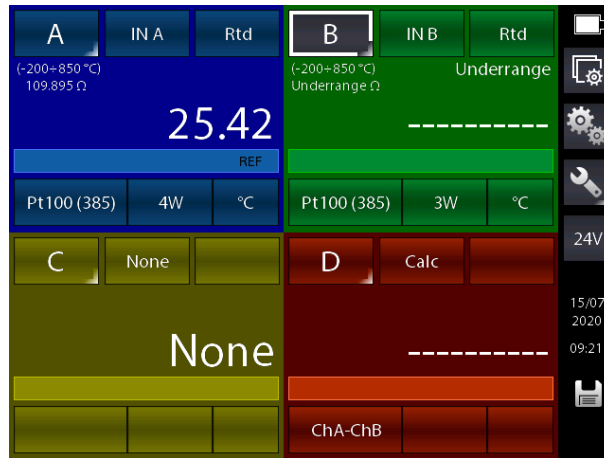 A IN A Rtd
(-200÷850 °C)
109.895 Ω
25.42
REF
Pt100 (385) 4W °C
B IN B Rtd
(-200÷850 °C) Underrange
Underrange Ω
----------
Pt100 (385) 3W °C
C None
None
D Calc
----------
ChA-ChB
24V
15/07
2020
09:21